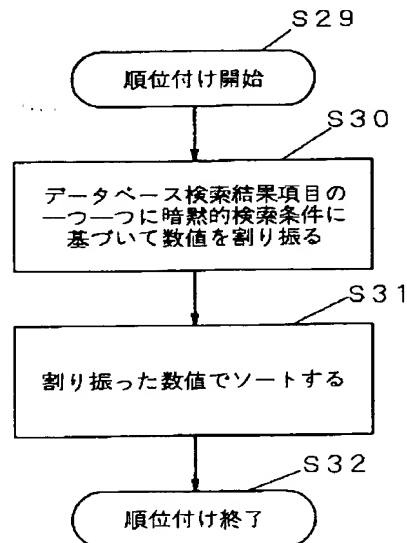 S29
順位付け開始
S30
データベース検索結果項目の
一つ一つに暗黙的検索条件に
基づいて数値を割り振る
S31
割り振った数値でソートする
S32
順位付け終了